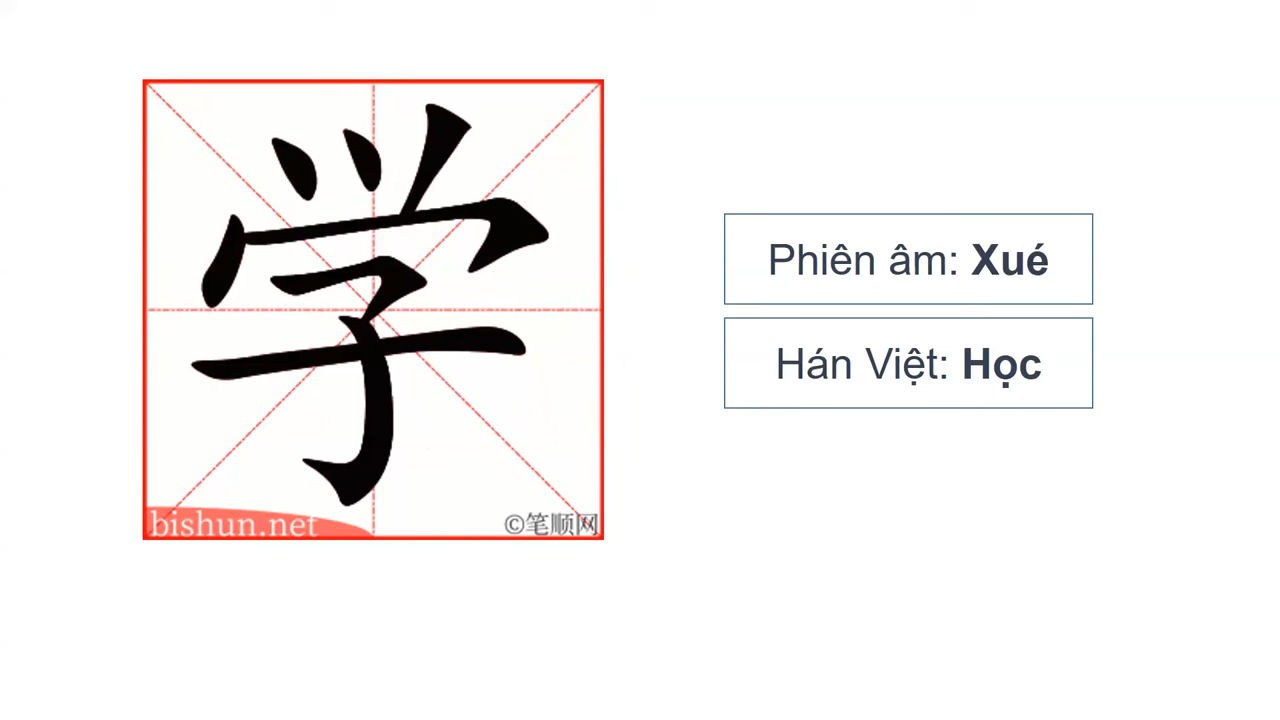 学
bishun.net
©笔顺网
Phiên âm: Xué
Hán Việt: Học